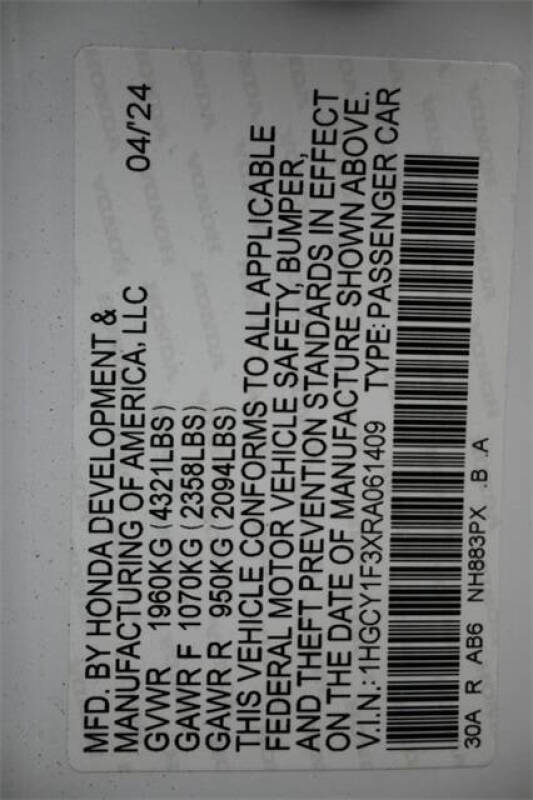 MFD. BY HONDA DEVELOPMENT &
MANUFACTURING OF AMERICA, LLC 04/'24
GVWR 1960KG (4321LBS)
GAWR F 1070KG (2358LBS)
GAWR R 950KG (2094LBS)
THIS VEHICLE CONFORMS TO ALL APPLICABLE
FEDERAL MOTOR VEHICLE SAFETY, BUMPER,
AND THEFT PREVENTION STANDARDS IN EFFECT
ON THE DATE OF MANUFACTURE SHOWN ABOVE.
V.I.N.: 1HGCY1F3XRA061409 TYPE: PASSENGER CAR
30A R AB6 NH883PX .B .A